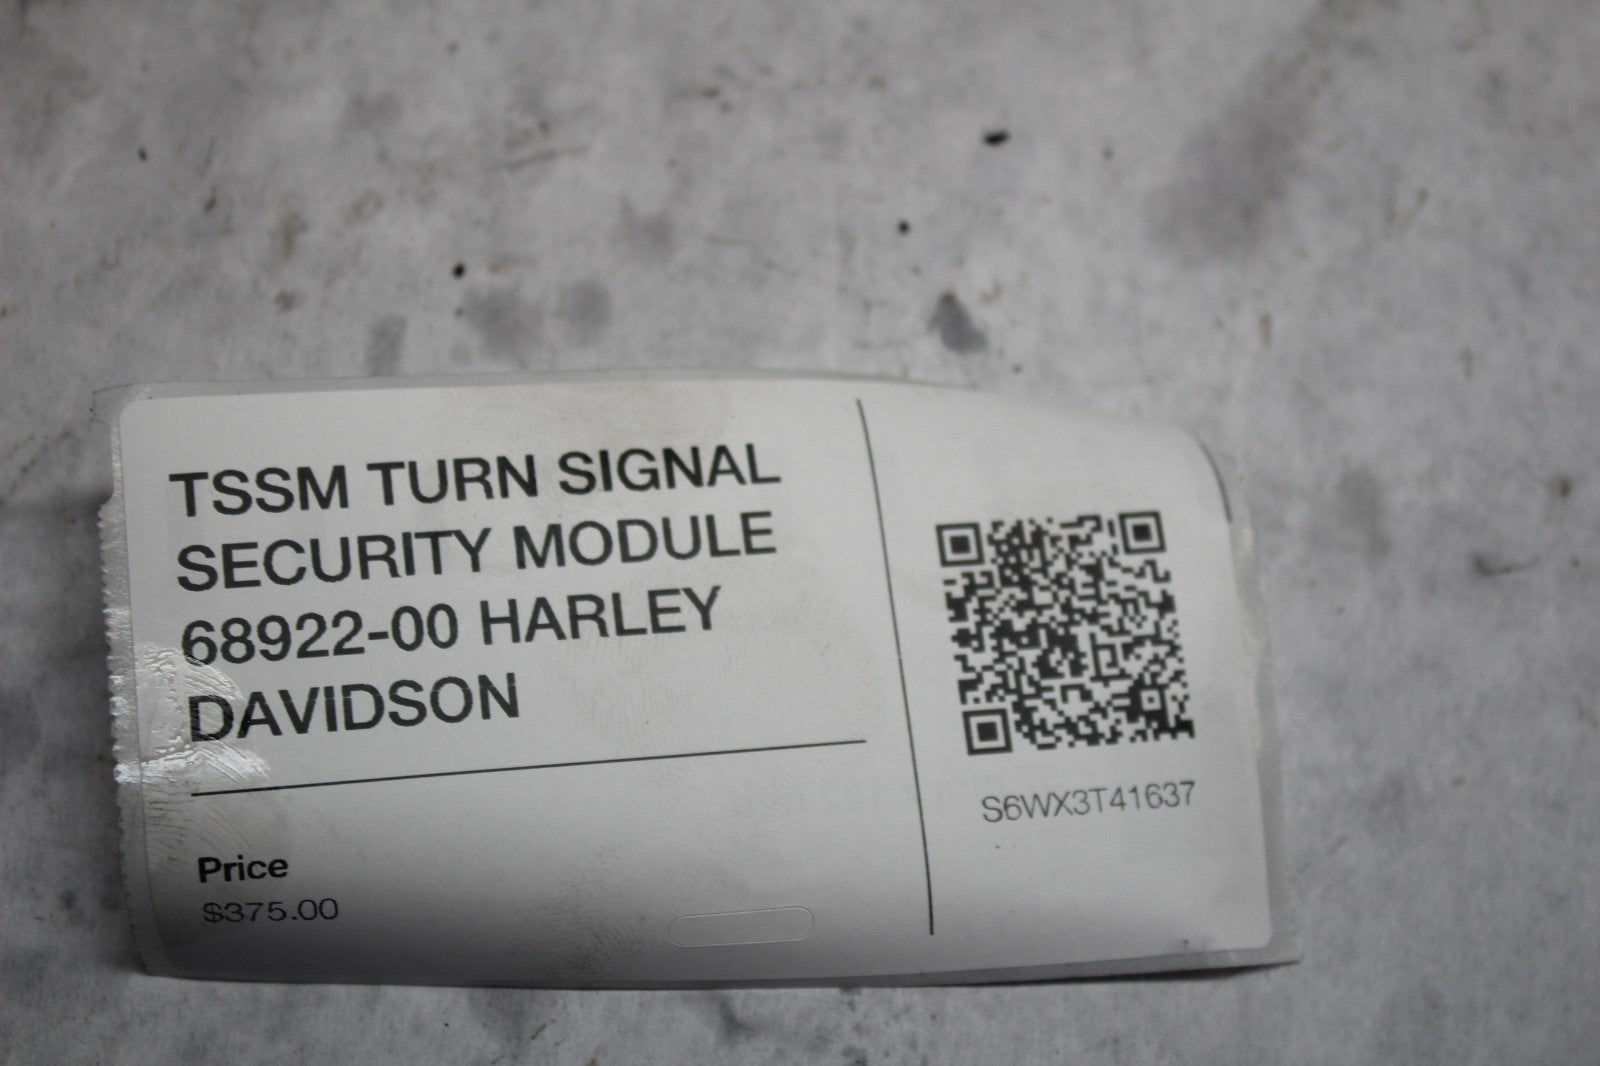 TSSM TURN SIGNAL
SECURITY MODULE
68922-00 HARLEY
DAVIDSON
Price
$375.00
S6WX3T41637